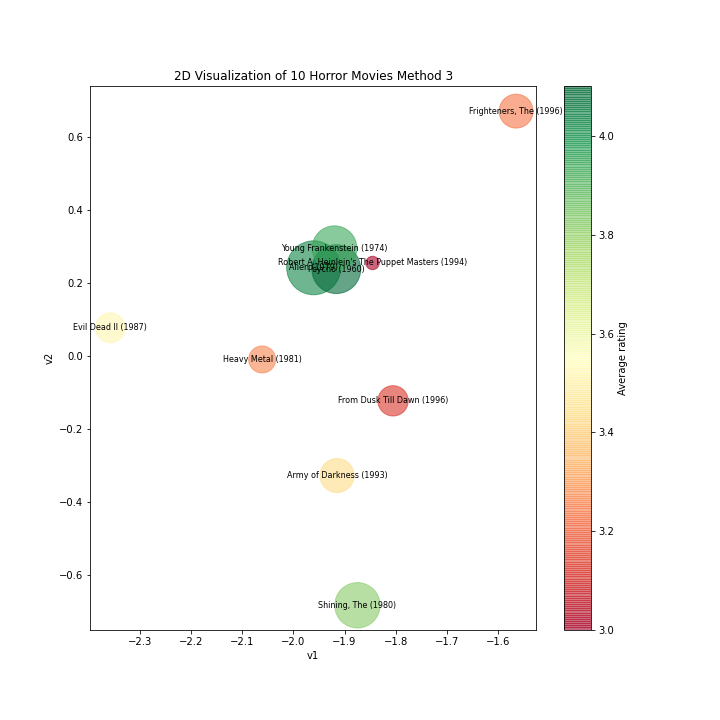 2D Visualization of 10 Horror Movies Method 3
Frighteners, The (1996)
Young Frankenstein (1974)
Robert A. Heinlein's The Puppet Masters (1994)
Alien (1979)
Psycho (1960)
Evil Dead II (1987)
Heavy Metal (1981)
From Dusk Till Dawn (1996)
Army of Darkness (1993)
Shining, The (1980)
0.6
0.4
0.2
0.0
−0.2
−0.4
−0.6
v2
−2.3
−2.2
−2.1
−2.0
−1.9
−1.8
−1.7
−1.6
v1
4.0
3.8
3.6
3.4
3.2
3.0
Average rating